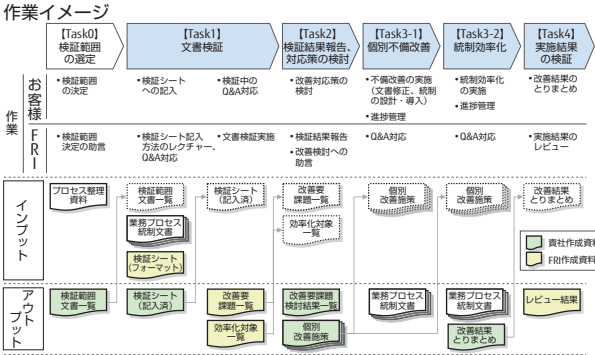 作業イメージ
【Task0】
検証範囲
の選定
【Task1】
文書検証
【Task2】
検証結果報告、
対応策の検討
【Task3-1】
個別不備改善
【Task3-2】
統制効率化
【Task4】
実施結果
の検証
作業
お客様
•検証範囲
の決定
•検証シート
への記入
•検証中の
Q&A対応
•改善対応策の
検討
•不備改善の実施
(文書修正、統制
の設計・導入)
•進捗管理
•統制効率化
の実施
•進捗管理
•改善結果の
とりまとめ
FRI
•検証範囲
決定の助言
•検証シート記入
方法のレクチャー、
Q&A対応
•文書検証実施
•検証結果報告
•改善検討への
助言
•Q&A対応
•Q&A対応
•実施結果の
レビュー
インプット
プロセス整理
資料
検証範囲
文書一覧
業務プロセス
統制文書
検証シート
(フォーマット)
検証シート
(記入済)
改善要
課題一覧
効率化対象
一覧
個別
改善施策
個別
改善施策
改善結果
とりまとめ
貴社作成資料
FRI作成資料
アウトプット
検証範囲
文書一覧
検証シート
(記入済)
改善要
課題一覧
効率化対象
一覧
改善要課題
検討結果一覧
個別
改善施策
業務プロセス
統制文書
業務プロセス
統制文書
改善結果
とりまとめ
レビュー結果